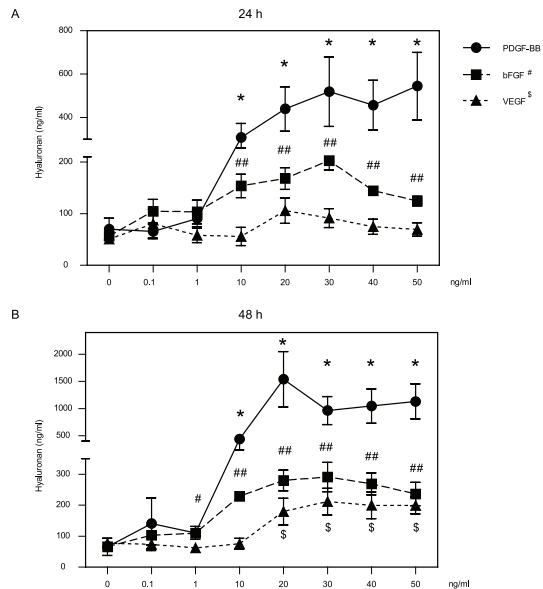 A
24 h
Hyaluronan (ng/ml)
800
600
400
200
100
0
* * * * *
## ## ## ## ##
0 0.1 1 10 20 30 40 50 ng/ml
PDGF-BB
bFGF #
VEGF $
B
48 h
Hyaluronan (ng/ml)
2000
1500
1000
500
300
200
100
0
* * * * *
# ## ## ## ## ##
$ $ $ $
0 0.1 1 10 20 30 40 50 ng/ml